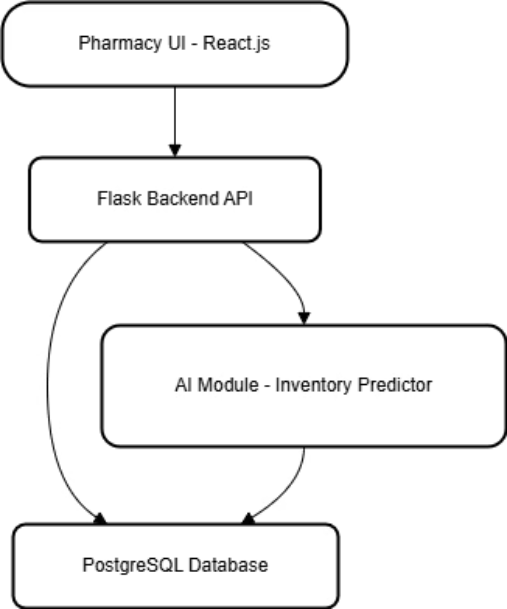 Pharmacy UI - React.js
Flask Backend API
AI Module - Inventory Predictor
PostgreSQL Database